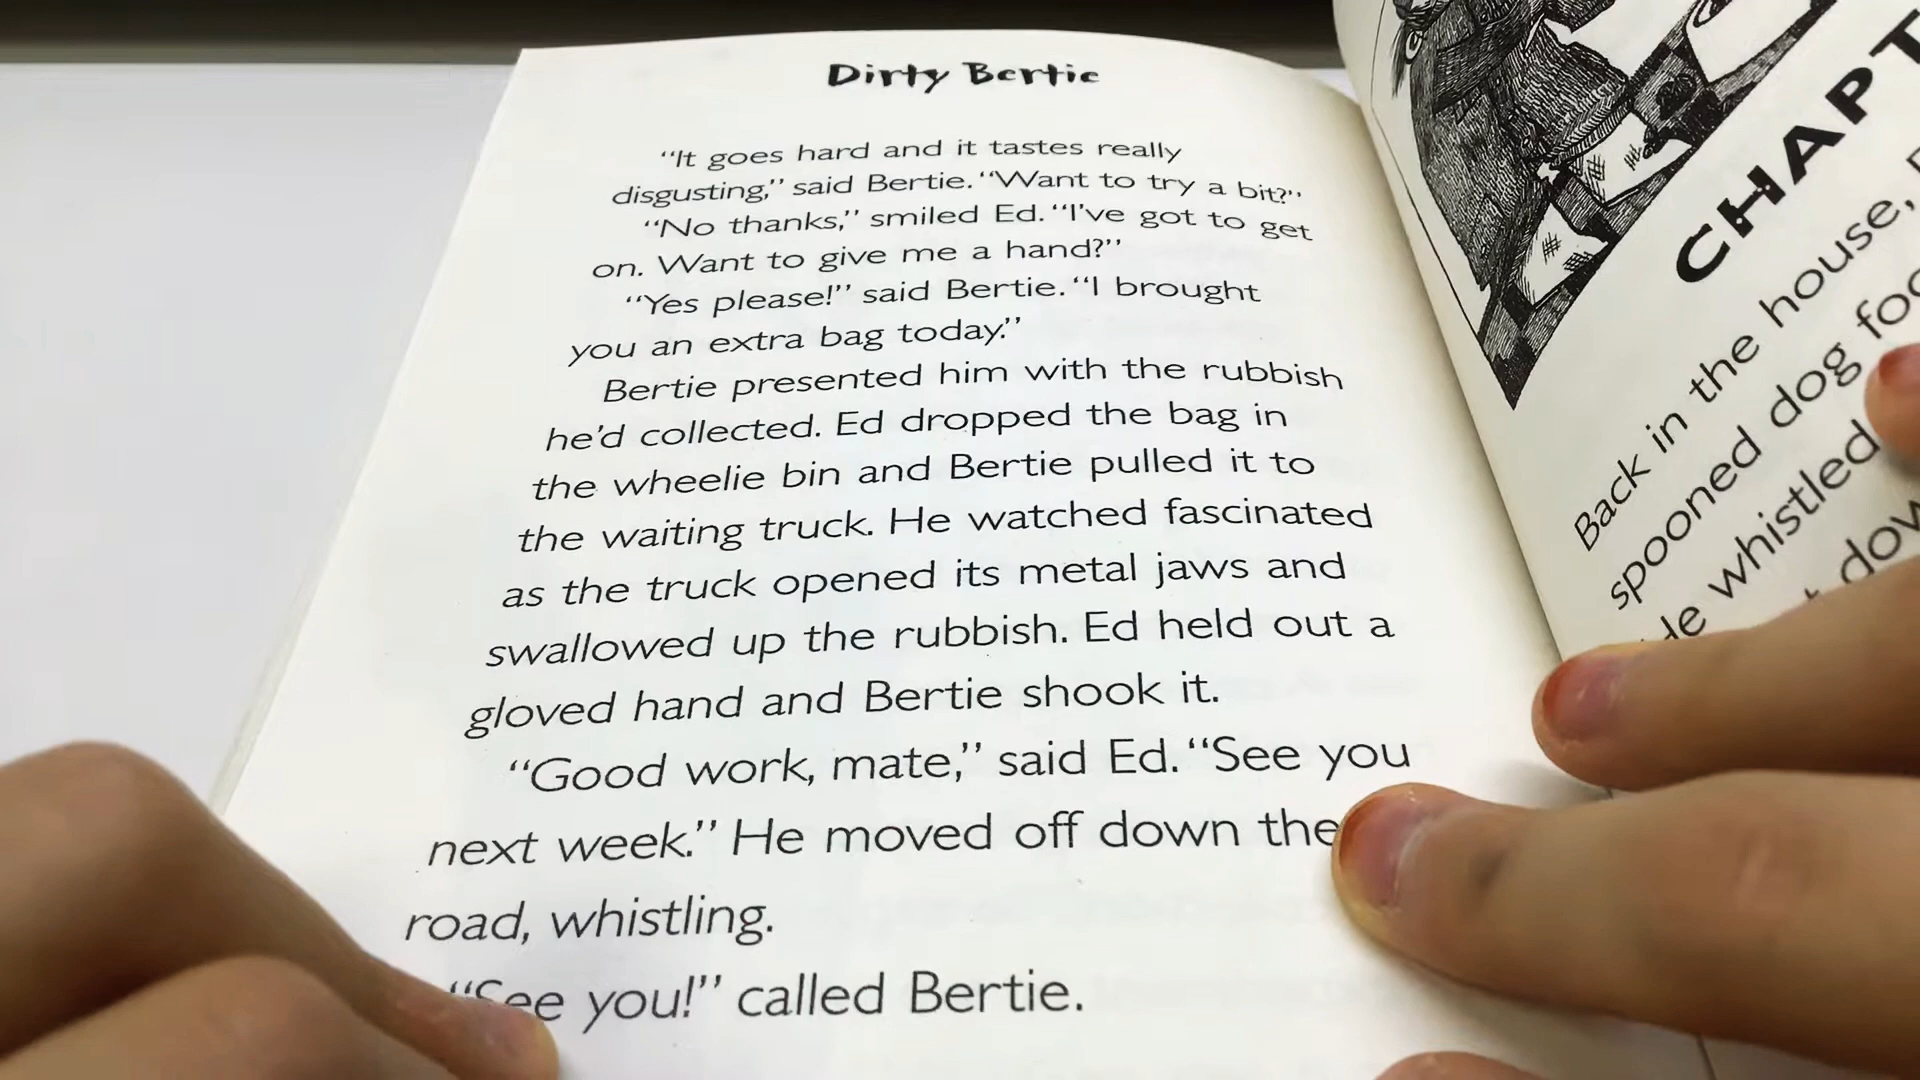 Dirty Bertie
“It goes hard and it tastes really
disgusting,” said Bertie. “Want to try a bit?”
“No thanks,” smiled Ed. “I’ve got to get
on. Want to give me a hand?”
“Yes please!” said Bertie. “I brought
you an extra bag today.”
Bertie presented him with the rubbish
he’d collected. Ed dropped the bag in
the wheelie bin and Bertie pulled it to
the waiting truck. He watched fascinated
as the truck opened its metal jaws and
swallowed up the rubbish. Ed held out a
gloved hand and Bertie shook it.
“Good work, mate,” said Ed. “See you
next week.” He moved off down the
road, whistling.
“See you!” called Bertie.
Back in the house,
spooned dog
whistled